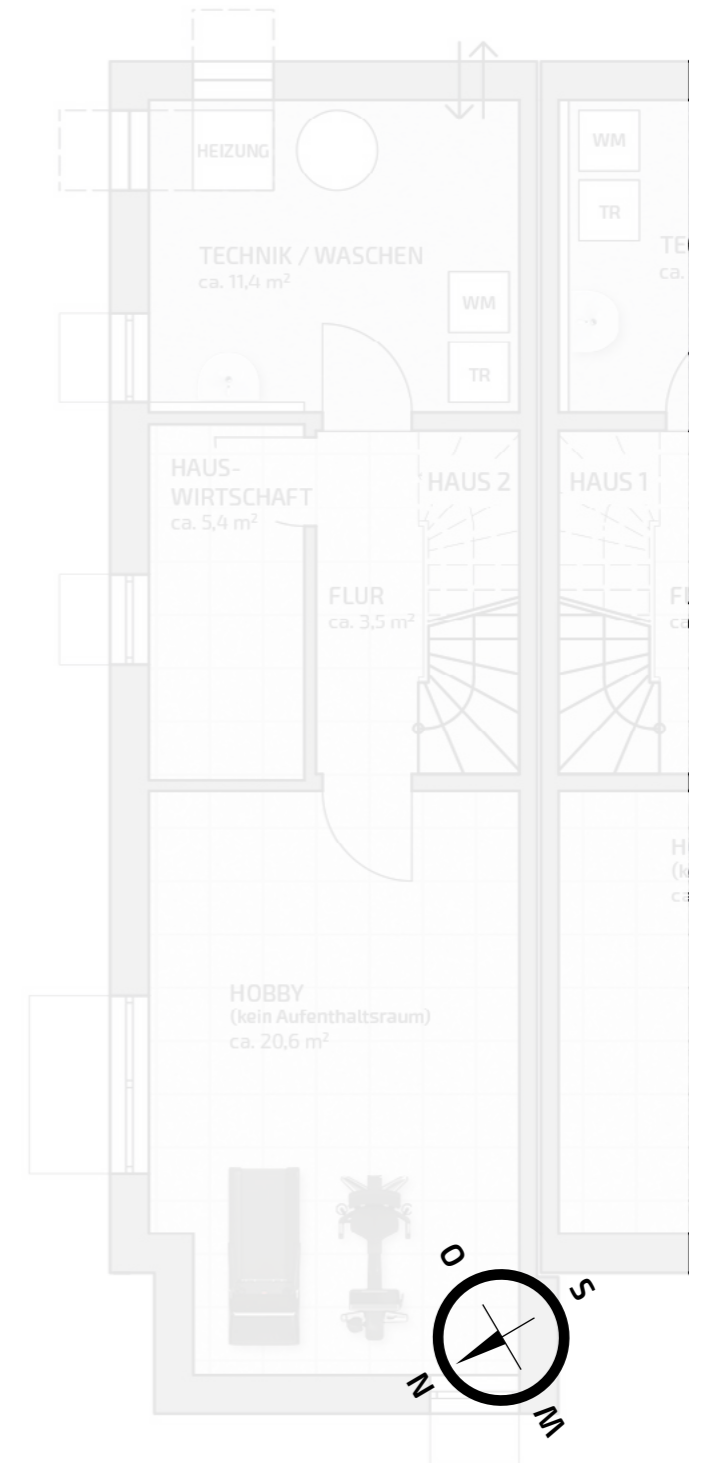 HEIZUNG
WM
TR
TECHNIK / WASCHEN
ca. 11,4 m²
ca.
WM
TR
HAUS-
WIRTSCHAFT
ca. 5,4 m²
HAUS 2
HAUS 1
FLUR
ca. 3,5 m²
HOBBY
(kein Aufenthaltsraum)
ca. 20,6 m²
O
S
N
W